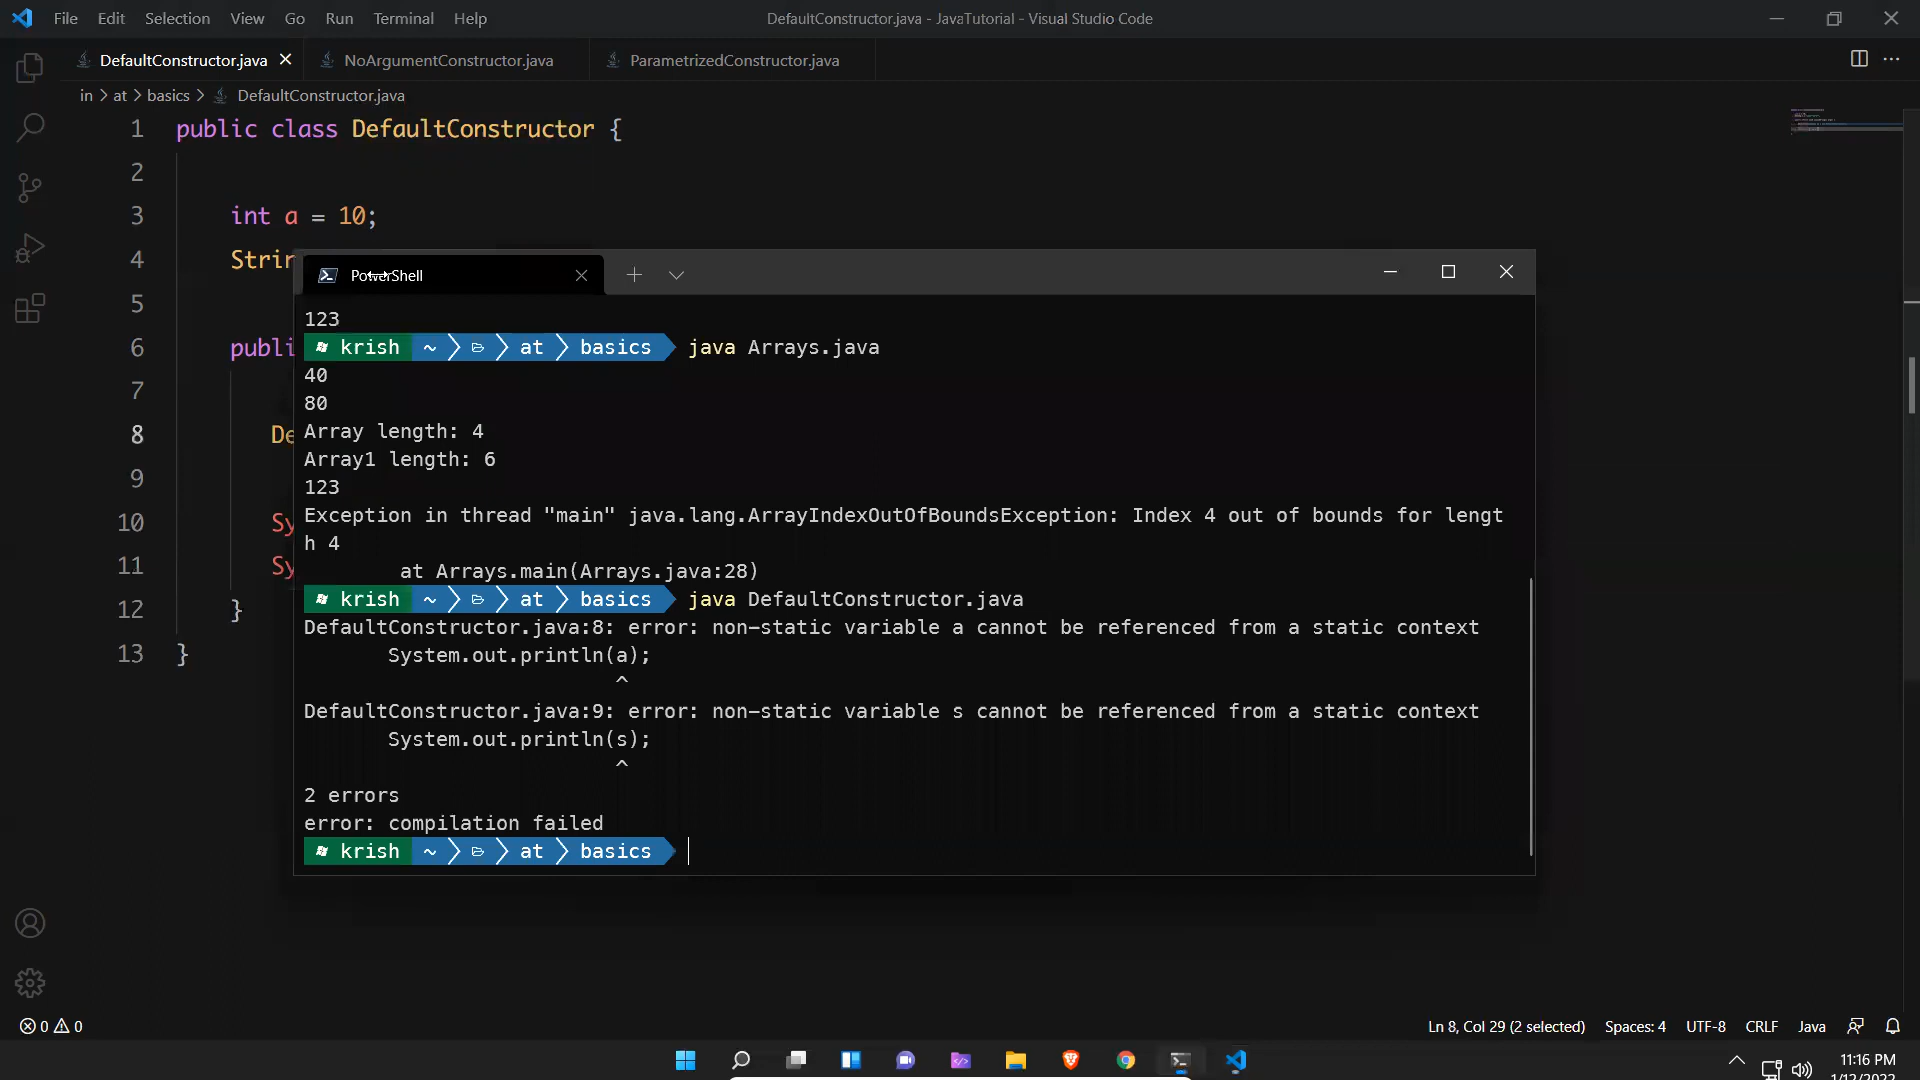 File Edit Selection View Go Run Terminal Help
DefaultConstructor.java - JavaTutorial - Visual Studio Code
DefaultConstructor.java
NoArgumentConstructor.java
ParametrizedConstructor.java
in > at > basics > DefaultConstructor.java
1 public class DefaultConstructor {
2
3 int a = 10;
4 Strin
5
6 publi
7
8 De
9
10 Sy
11 Sy
12 }
13 }
PowerShell
123
krish ~ at basics java Arrays.java
40
80
Array length: 4
Array1 length: 6
123
Exception in thread "main" java.lang.ArrayIndexOutOfBoundsException: Index 4 out of bounds for lengt
h 4
at Arrays.main(Arrays.java:28)
krish ~ at basics java DefaultConstructor.java
DefaultConstructor.java:8: error: non-static variable a cannot be referenced from a static context
System.out.println(a);
^
DefaultConstructor.java:9: error: non-static variable s cannot be referenced from a static context
System.out.println(s);
^
2 errors
error: compilation failed
krish ~ at basics
0 0
Ln 8, Col 29 (2 selected) Spaces: 4 UTF-8 CRLF Java
11:16 PM
1/12/2022